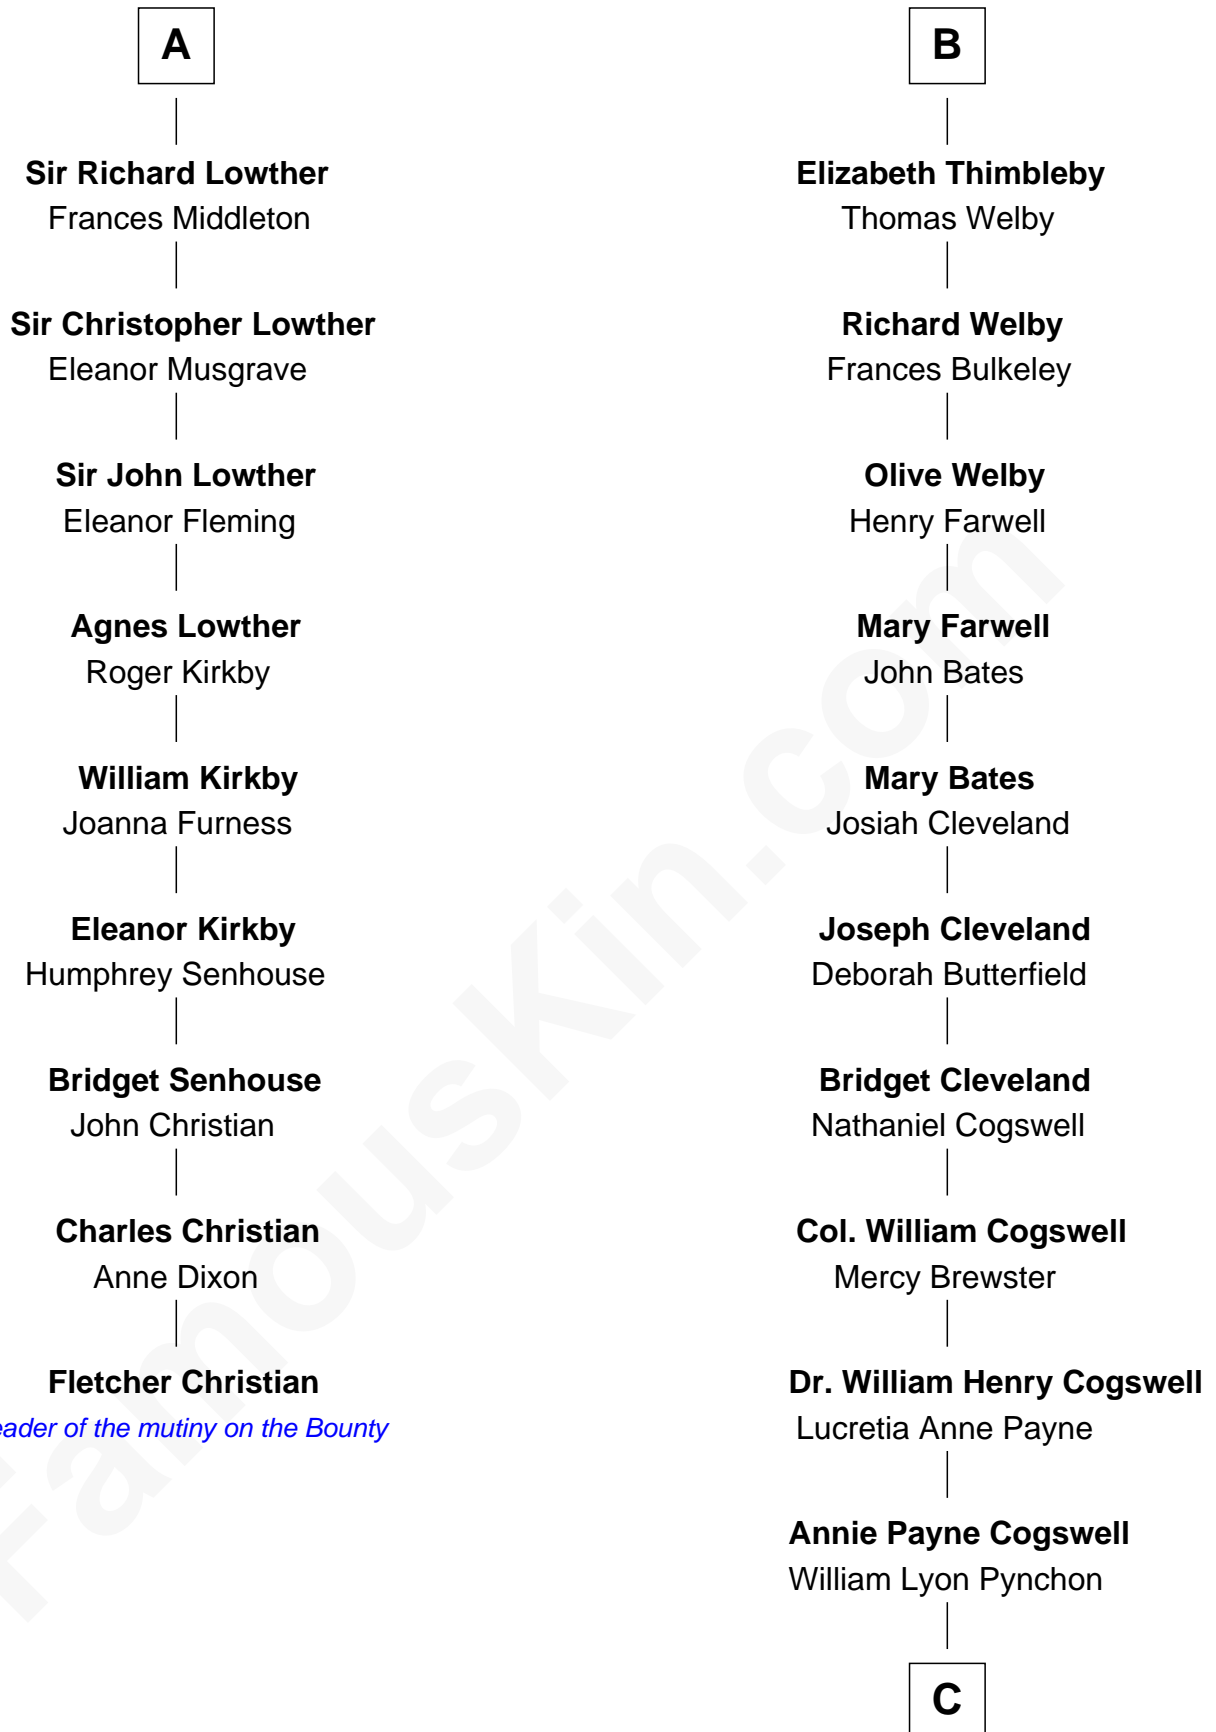 A
Sir Richard Lowther
Frances Middleton
Sir Christopher Lowther
Eleanor Musgrave
Sir John Lowther
Eleanor Fleming
Agnes Lowther
Roger Kirkby
William Kirkby
Joanna Furness
Eleanor Kirkby
Humphrey Senhouse
Bridget Senhouse
John Christian
Charles Christian
Anne Dixon
Fletcher Christian
eader of the mutiny on the Bounty
B
Elizabeth Thimbleby
Thomas Welby
Richard Welby
Frances Bulkeley
Olive Welby
Henry Farwell
Mary Farwell
John Bates
Mary Bates
Josiah Cleveland
Joseph Cleveland
Deborah Butterfield
Bridget Cleveland
Nathaniel Cogswell
Col. William Cogswell
Mercy Brewster
Dr. William Henry Cogswell
Lucretia Anne Payne
Annie Payne Cogswell
William Lyon Pynchon
C
FamousKin.com